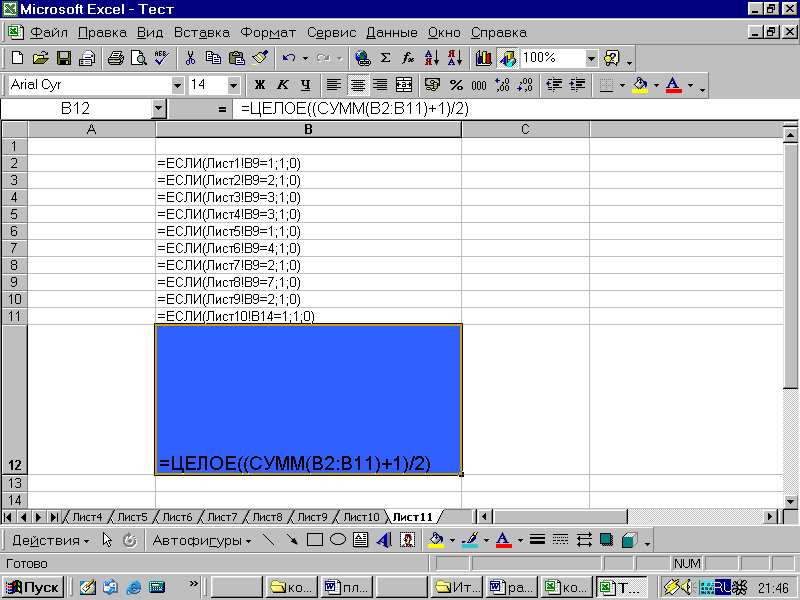 Microsoft Excel - Тест
Файл Правка Вид Вставка Формат Сервис Данные Окно Справка
100%
Arial Cyr 14 Ж К Ч % 000
B12 = =ЦЕЛОЕ((СУММ(B2:B11)+1)/2)
A B C
1
2 =ЕСЛИ(Лист1!B9=1;1;0)
3 =ЕСЛИ(Лист2!B9=2;1;0)
4 =ЕСЛИ(Лист3!B9=3;1;0)
5 =ЕСЛИ(Лист4!B9=3;1;0)
6 =ЕСЛИ(Лист5!B9=1;1;0)
7 =ЕСЛИ(Лист6!B9=4;1;0)
8 =ЕСЛИ(Лист7!B9=2;1;0)
9 =ЕСЛИ(Лист8!B9=7;1;0)
10 =ЕСЛИ(Лист9!B9=2;1;0)
11 =ЕСЛИ(Лист10!B14=1;1;0)
12 =ЦЕЛОЕ((СУММ(B2:B11)+1)/2)
13
14
Лист4 Лист5 Лист6 Лист7 Лист8 Лист9 Лист10 Лист11
Действия Автофигуры
Готово NUM
Пуск » ко... пл... Ит... ра... ко... Т... RU 21:46